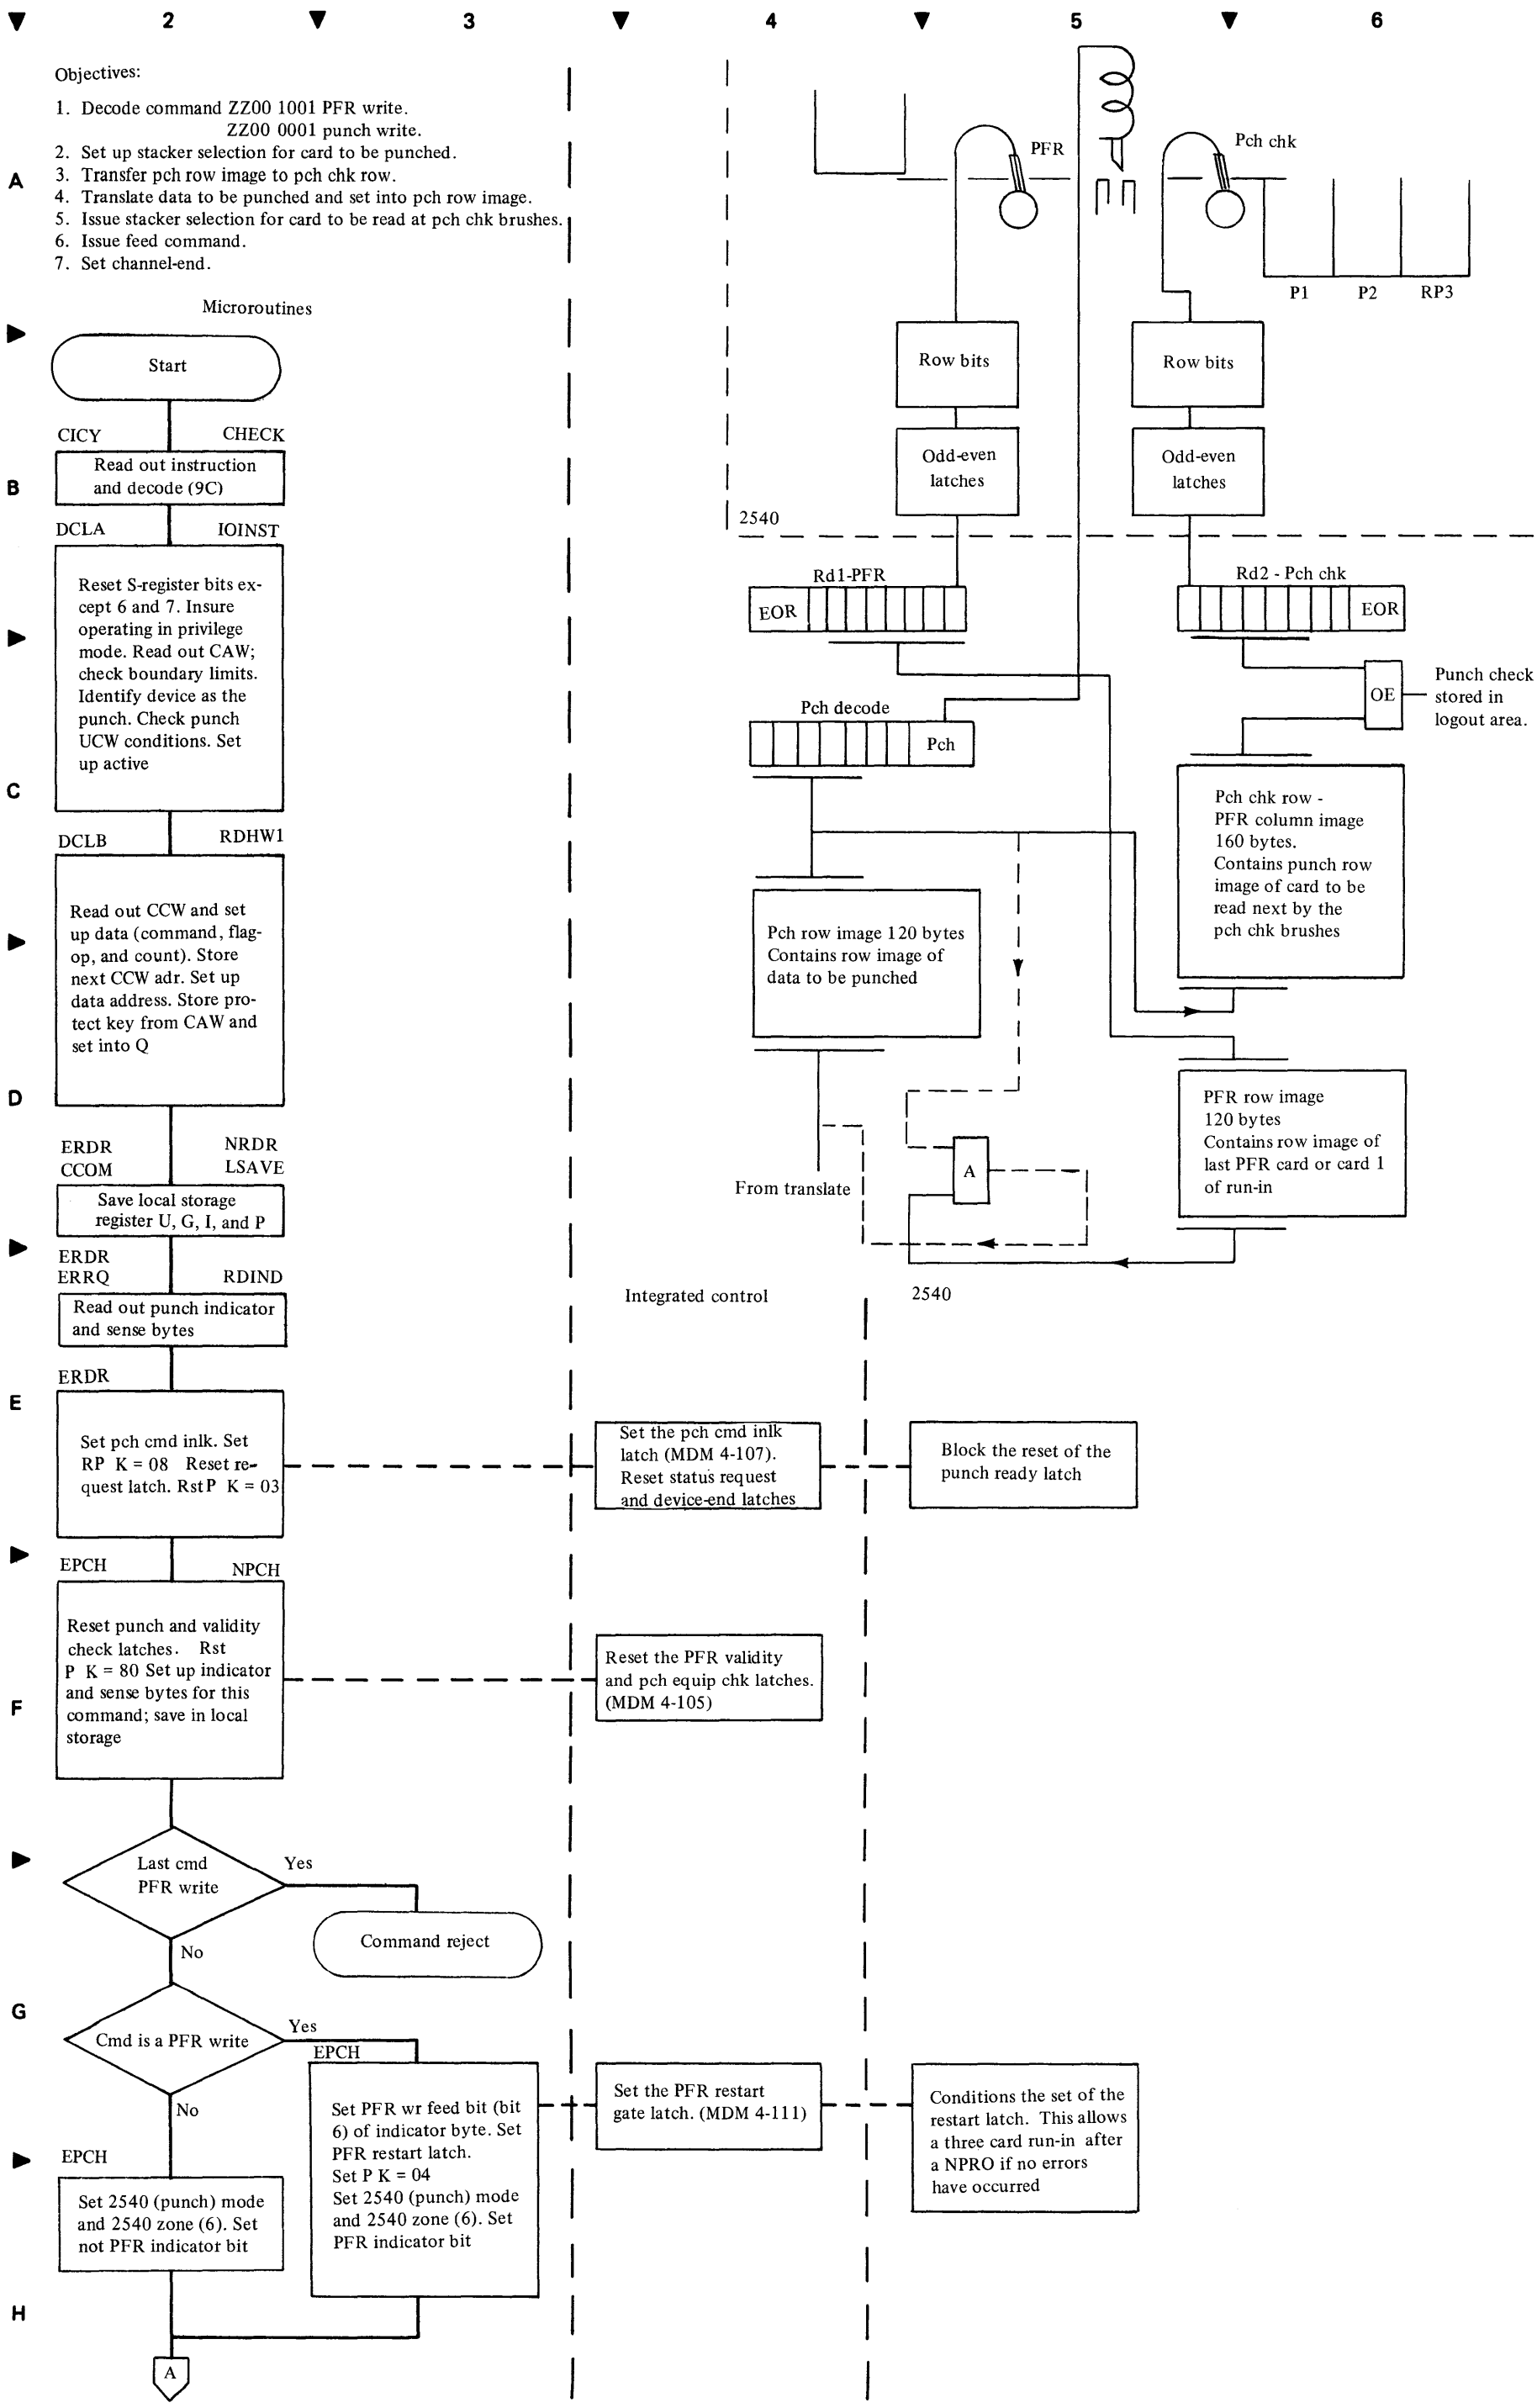 2 3 4 5 6
Objectives:
1. Decode command ZZ00 1001 PFR write.
ZZ00 0001 punch write.
2. Set up stacker selection for card to be punched.
3. Transfer pch row image to pch chk row.
4. Translate data to be punched and set into pch row image.
5. Issue stacker selection for card to be read at pch chk brushes.
6. Issue feed command.
7. Set channel-end.
A
Microroutines
Start
CICY CHECK
Read out instruction
and decode (9C)
B
DCLA IOINST
Reset S-register bits ex-
cept 6 and 7. Insure
operating in privilege
mode. Read out CAW;
check boundary limits.
Identify device as the
punch. Check punch
UCW conditions. Set
up active
C
DCLB RDHW1
Read out CCW and set
up data (command, flag-
op, and count). Store
next CCW adr. Set up
data address. Store pro-
tect key from CAW and
set into Q
D
ERDR NRDR
CCOM LSAVE
Save local storage
register U, G, I, and P
ERDR
ERRQ RDIND
Read out punch indicator
and sense bytes
ERDR
E
Set pch cmd inlk. Set
RP K = 08 Reset re-
quest latch. RstP K = 03
EPCH NPCH
Reset punch and validity
check latches. Rst
P K = 80 Set up indicator
and sense bytes for this
command; save in local
storage
F
Last cmd
PFR write
Yes
Command reject
No
G
Cmd is a PFR write
Yes
EPCH
Set PFR wr feed bit (bit
6) of indicator byte. Set
PFR restart latch.
Set P K = 04
Set 2540 (punch) mode
and 2540 zone (6). Set
PFR indicator bit
No
EPCH
Set 2540 (punch) mode
and 2540 zone (6). Set
not PFR indicator bit
H
A
PFR
Pch chk
P1 P2 RP3
Row bits
Row bits
Odd-even
latches
Odd-even
latches
2540
Rd1-PFR
EOR
Rd2 - Pch chk
EOR
OE
Punch check
stored in
logout area.
Pch decode
Pch
Pch chk row -
PFR column image
160 bytes.
Contains punch row
image of card to be
read next by the
pch chk brushes
Pch row image 120 bytes
Contains row image of
data to be punched
PFR row image
120 bytes
Contains row image of
last PFR card or card 1
of run-in
A
From translate
Integrated control
2540
Set the pch cmd inlk
latch (MDM 4-107).
Reset status request
and device-end latches
Block the reset of the
punch ready latch
Reset the PFR validity
and pch equip chk latches.
(MDM 4-105)
Set the PFR restart
gate latch. (MDM 4-111)
Conditions the set of the
restart latch. This allows
a three card run-in after
a NPRO if no errors
have occurred